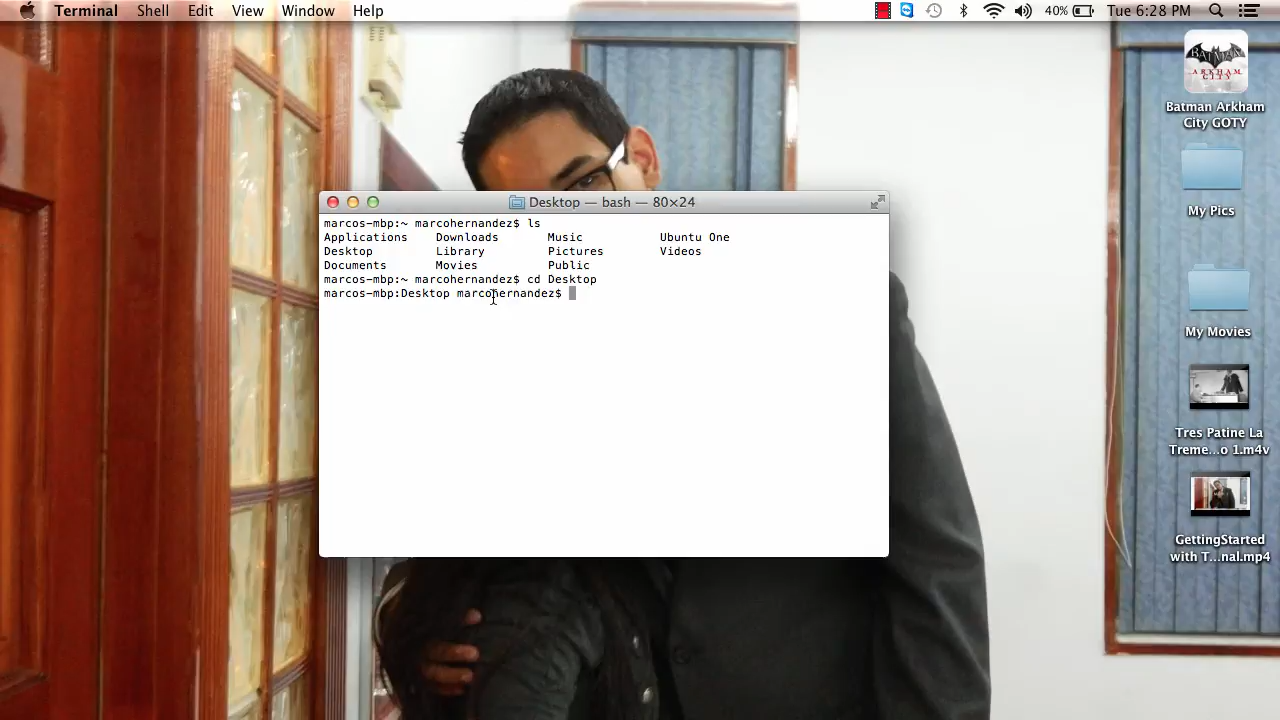 Terminal Shell Edit View Window Help 40% Tue 6:28 PM
BATMAN
ARKHAM
CITY
Batman Arkham
City GOTY
My Pics
My Movies
Tres Patine La
Treme...o 1.m4v
GettingStarted
with T...nal.mp4
Desktop — bash — 80×24
marcos-mbp:~ marcohernandez$ ls
Applications Downloads Music Ubuntu One
Desktop Library Pictures Videos
Documents Movies Public
marcos-mbp:~ marcohernandez$ cd Desktop
marcos-mbp:Desktop marcohernandez$